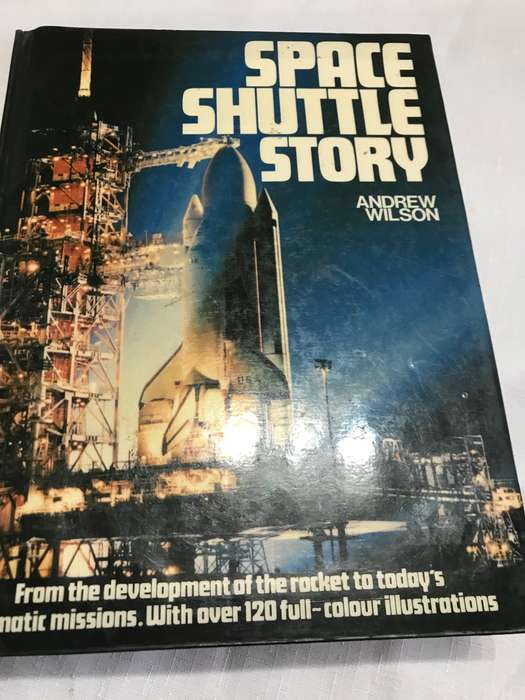 SPACE
SHUTTLE
STORY
ANDREW
WILSON
From the development of the rocket to today's
matic missions. With over 120 full-colour illustrations